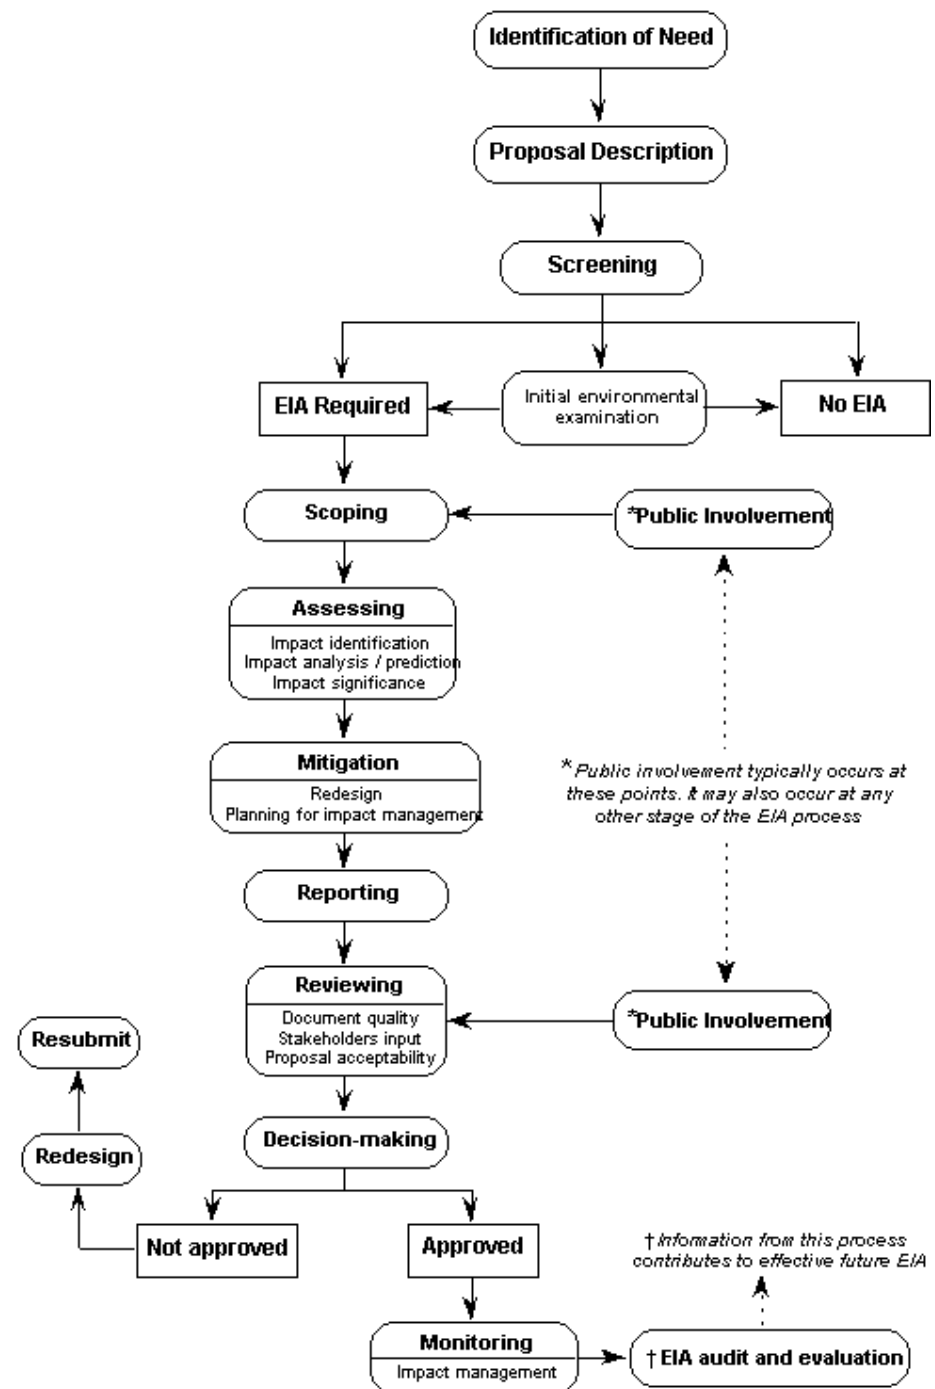 Identification of Need
Proposal Description
Screening
EIA Required
Initial environmental
examination
No EIA
Scoping
*Public Involvement
Assessing
Impact identification
Impact analysis / prediction
Impact significance
Mitigation
Redesign
Planning for impact management
*Public involvement typically occurs at
these points. It may also occur at any
other stage of the EIA process
Reporting
Reviewing
Document quality
Stakeholders input
Proposal acceptability
*Public Involvement
Resubmit
Decision-making
Redesign
Not approved
Approved
†Information from this process
contributes to effective future EIA
Monitoring
Impact management
†EIA audit and evaluation